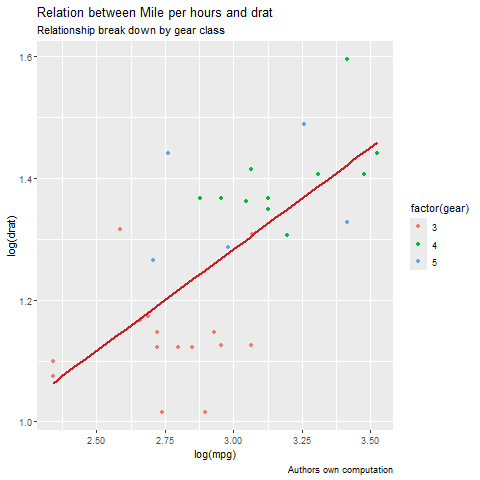 Relation between Mile per hours and drat
Relationship break down by gear class
log(drat)
1.6
1.4
1.2
1.0
2.50 2.75 3.00 3.25 3.50
log(mpg)
factor(gear)
3
4
5
Authors own computation